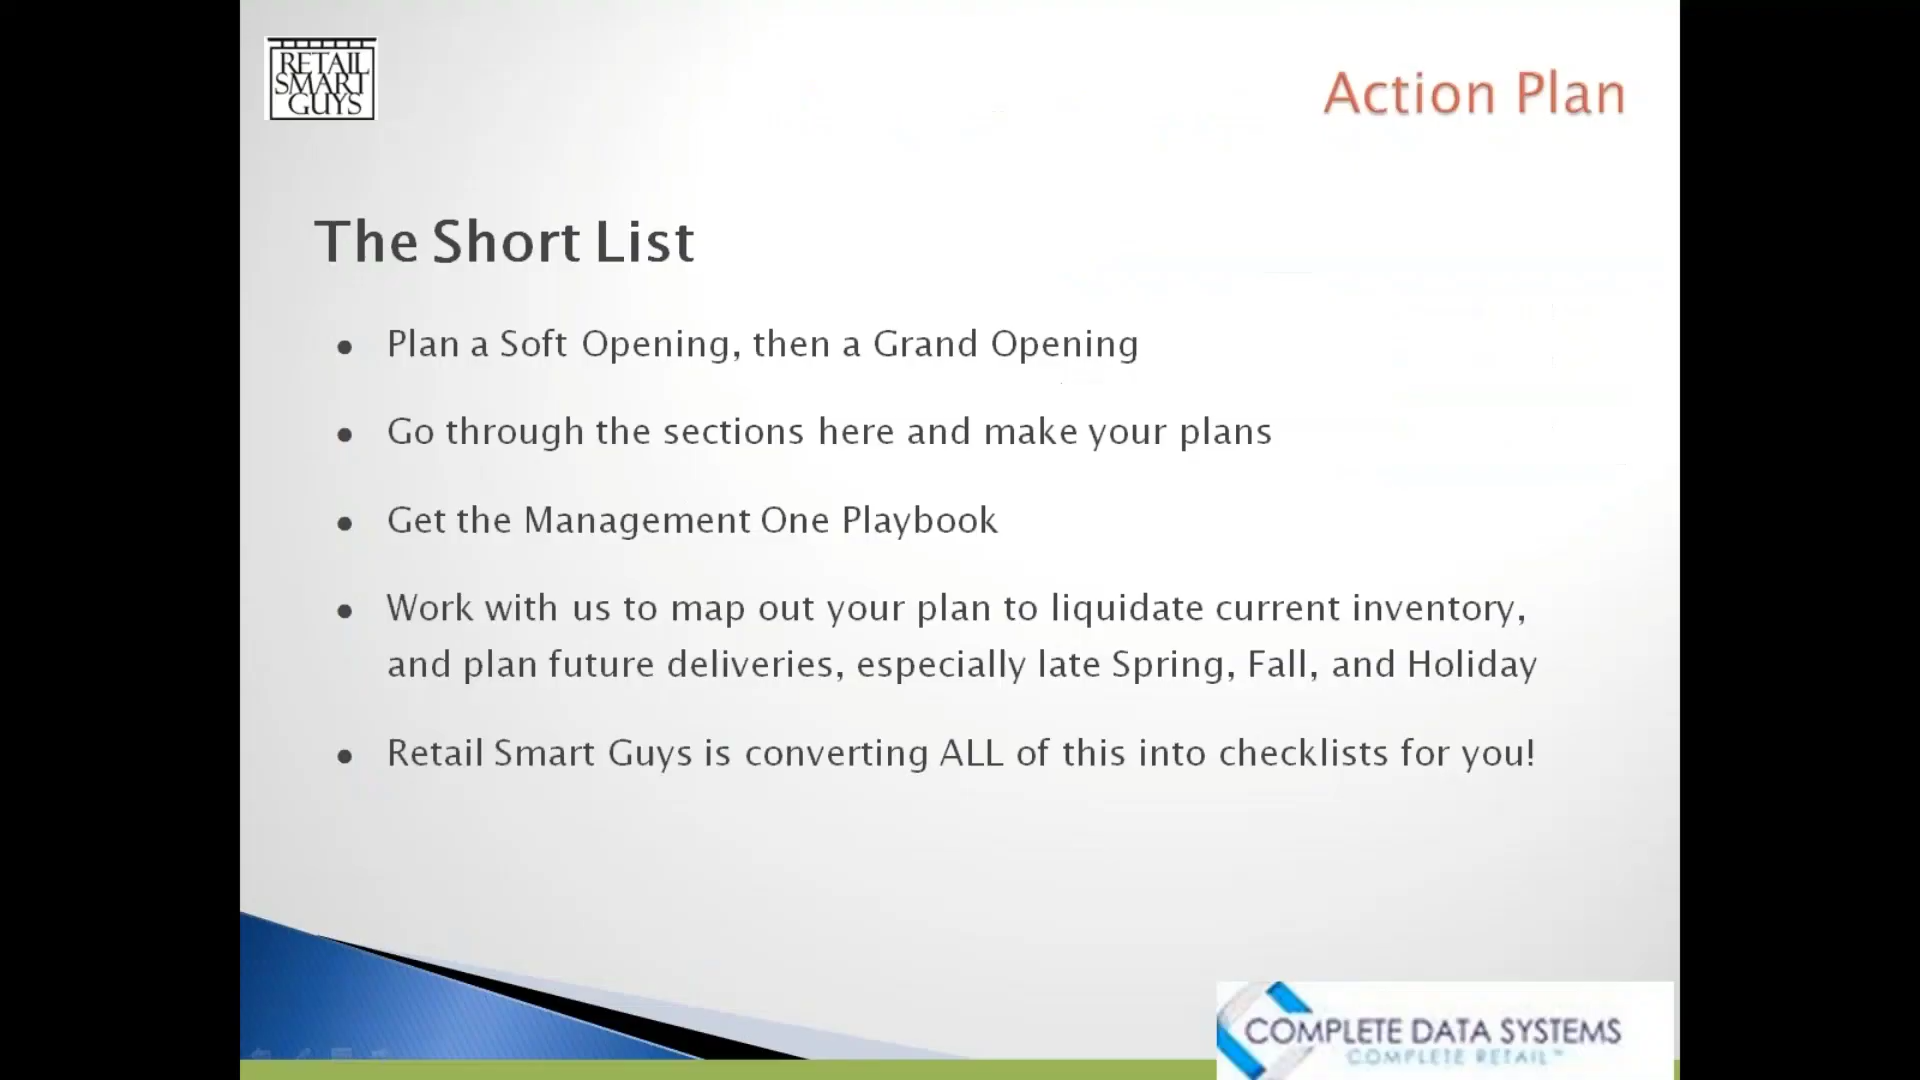 RETAIL
SMART
GUYS
Action Plan
The Short List
• Plan a Soft Opening, then a Grand Opening
• Go through the sections here and make your plans
• Get the Management One Playbook
• Work with us to map out your plan to liquidate current inventory,
and plan future deliveries, especially late Spring, Fall, and Holiday
• Retail Smart Guys is converting ALL of this into checklists for you!
COMPLETE DATA SYSTEMS
COMPLETE RETAIL™